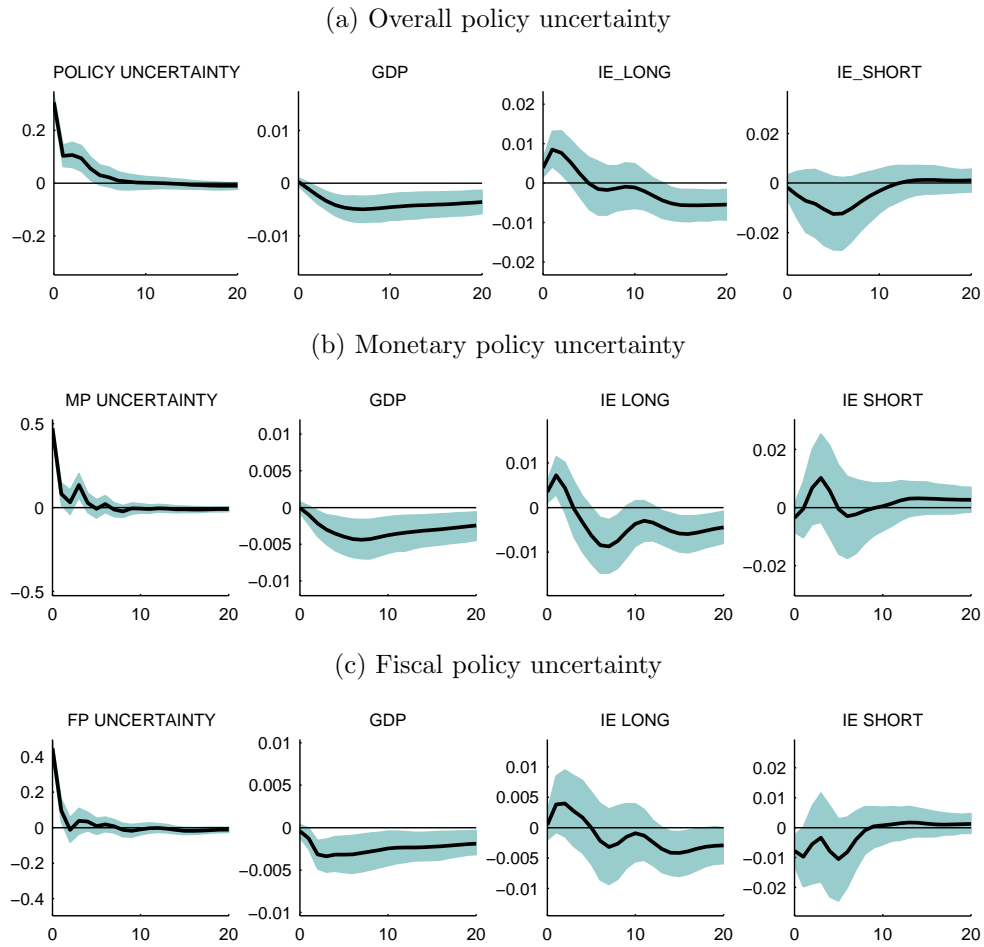 (a) Overall policy uncertainty
POLICY UNCERTAINTY GDP IE_LONG IE_SHORT
0.2
0
−0.2
0 10 20
0.01
0
−0.01
0 10 20
0.02
0.01
0
−0.01
−0.02
0 10 20
0.02
0
−0.02
0 10 20
(b) Monetary policy uncertainty
MP UNCERTAINTY GDP IE LONG IE SHORT
0.5
0
−0.5
0 10 20
0.01
0.005
0
−0.005
−0.01
0 10 20
0.01
0
−0.01
0 10 20
0.02
0
−0.02
0 10 20
(c) Fiscal policy uncertainty
FP UNCERTAINTY GDP IE LONG IE SHORT
0.4
0.2
0
−0.2
−0.4
0 10 20
0.01
0.005
0
−0.005
−0.01
0 10 20
0.01
0.005
0
−0.005
−0.01
0 10 20
0.02
0.01
0
−0.01
−0.02
0 10 20